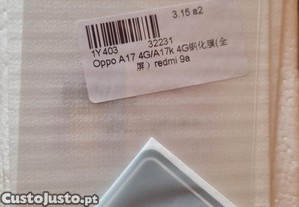 3.15 a2
1Y403 32231
Oppo A17 4G/A17k 4G钢化膜(全
屏) redmi 9a
CustoJusto.pt